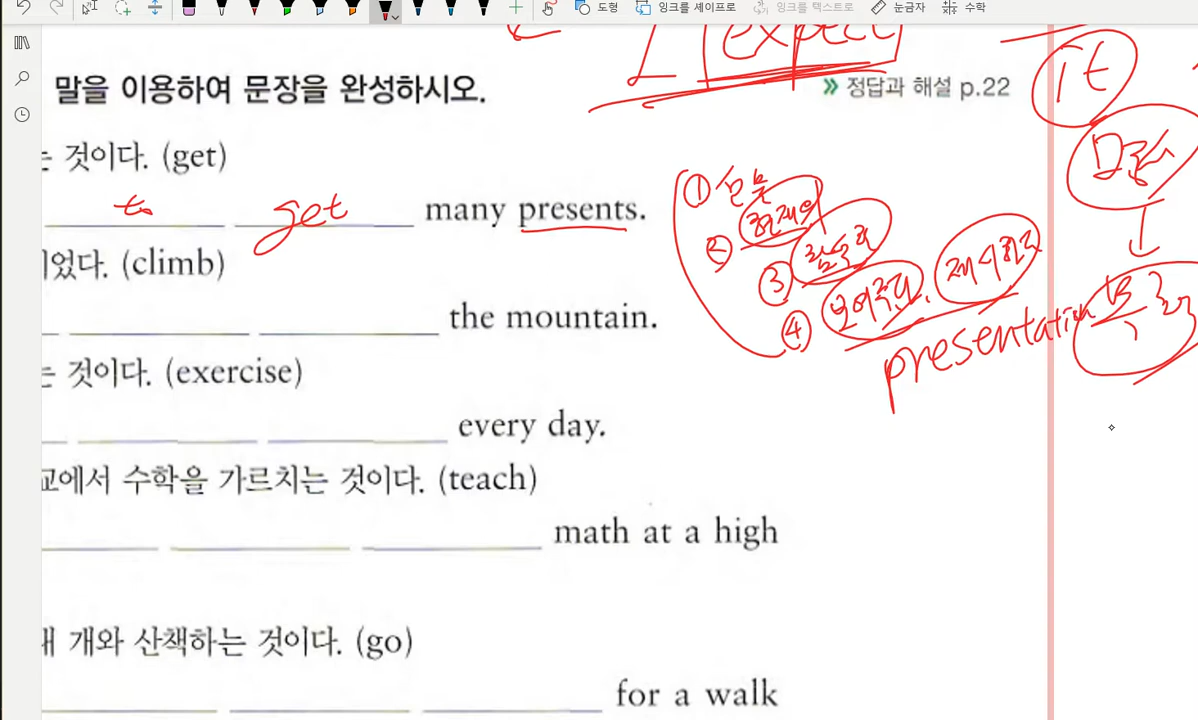 도형 잉크를 셰이프로 잉크를 텍스트로 눈금자 수학
expect
it
말을 이용하여 문장을 완성하시오.
» 정답과 해설 p.22
는 것이다. (get)
to get many presents.
① 선물
② 현재의
③ 참석한
④ 보여주다. 제시하다
presentation
이었다. (climb)
the mountain.
는 것이다. (exercise)
every day.
교에서 수학을 가르치는 것이다. (teach)
math at a high
내 개와 산책하는 것이다. (go)
for a walk